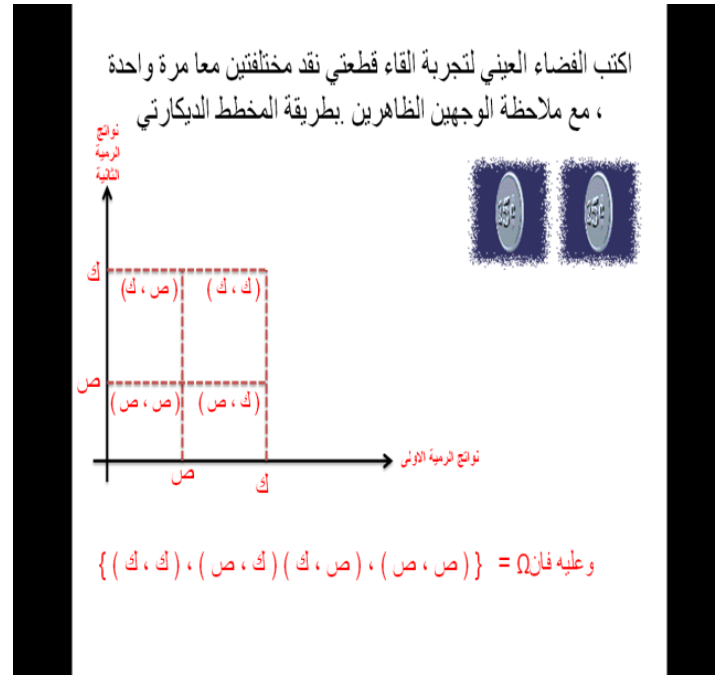 اكتب الفضاء العيني لتجربة القاء قطعتي نقد مختلفتين معا مرة واحدة
، مع ملاحظة الوجهين الظاهرين .بطريقة المخطط الديكارتي
نواتج
الرمية
الثانية
ك
(ص ، ك)
( ك ، ك )
ص
( ص ، ص )
( ك ، ص )
نواتج الرمية الاولى
ص
ك
وعليه فانΩ = { ( ص ، ص ) ، ( ص ، ك ) ( ك ، ص ) ، ( ك ، ك ) }